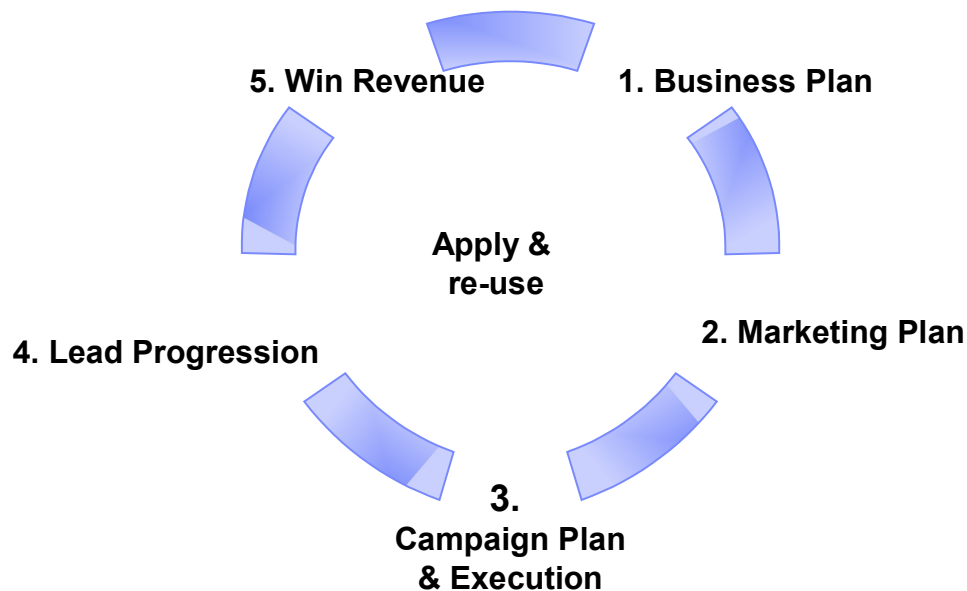 5. Win Revenue
1. Business Plan
Apply &
re-use
2. Marketing Plan
4. Lead Progression
3.
Campaign Plan
& Execution